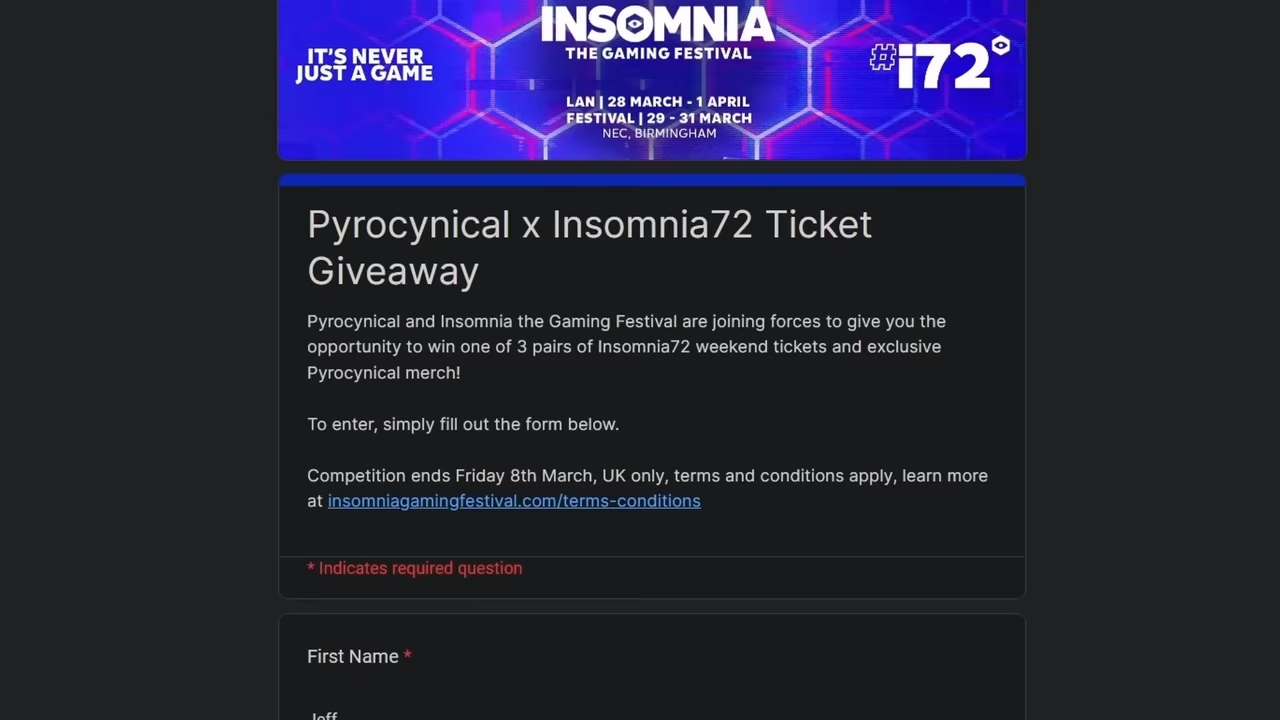 INSOMNIA
THE GAMING FESTIVAL
IT'S NEVER
JUST A GAME
#i72
LAN | 28 MARCH - 1 APRIL
FESTIVAL | 29 - 31 MARCH
NEC, BIRMINGHAM
Pyrocynical x Insomnia72 Ticket
Giveaway
Pyrocynical and Insomnia the Gaming Festival are joining forces to give you the
opportunity to win one of 3 pairs of Insomnia72 weekend tickets and exclusive
Pyrocynical merch!
To enter, simply fill out the form below.
Competition ends Friday 8th March, UK only, terms and conditions apply, learn more
at insomniagamingfestival.com/terms-conditions
* Indicates required question
First Name *
Jeff